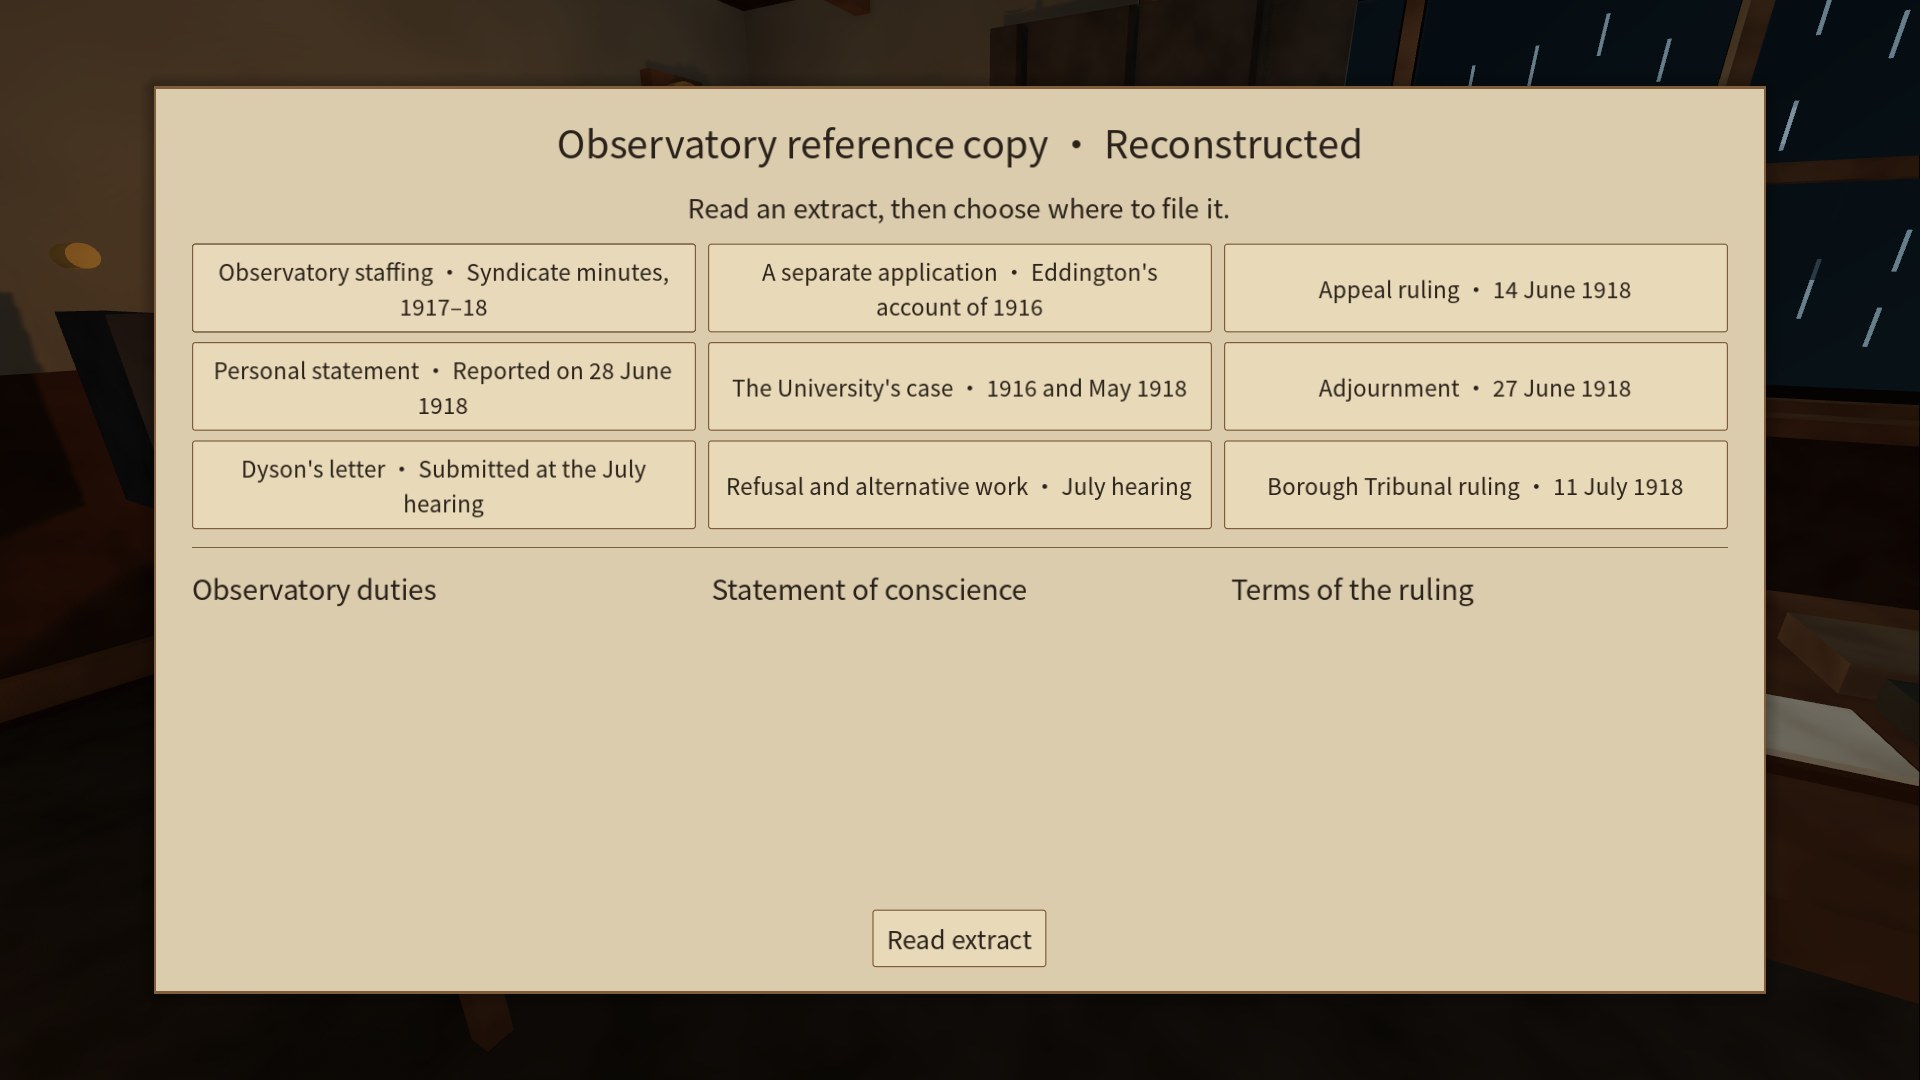 Observatory reference copy • Reconstructed
Read an extract, then choose where to file it.
Observatory staffing • Syndicate minutes,
1917–18
A separate application • Eddington's
account of 1916
Appeal ruling • 14 June 1918
Personal statement • Reported on 28 June
1918
The University's case • 1916 and May 1918
Adjournment • 27 June 1918
Dyson's letter • Submitted at the July
hearing
Refusal and alternative work • July hearing
Borough Tribunal ruling • 11 July 1918
Observatory duties
Statement of conscience
Terms of the ruling
Read extract